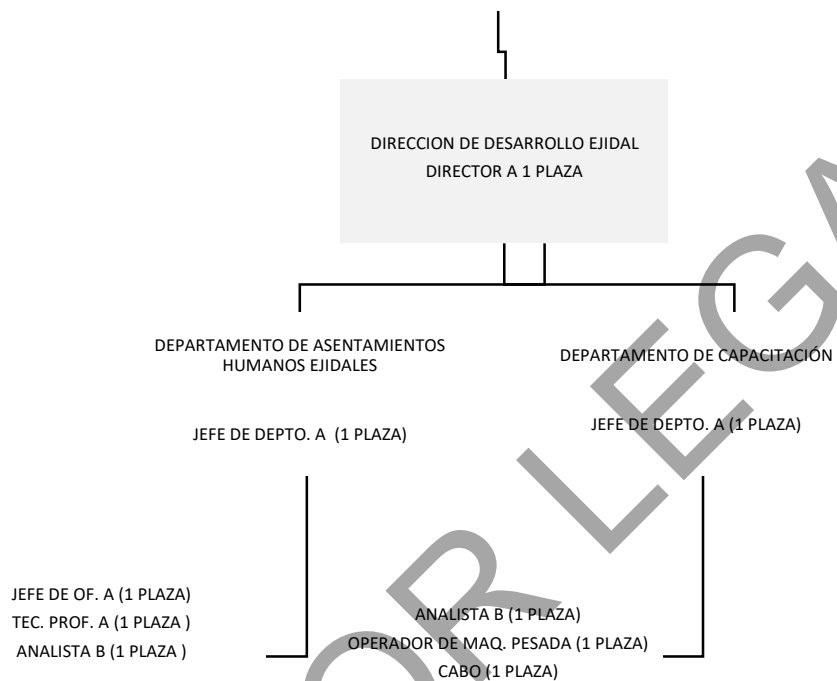 DIRECCION DE DESARROLLO EJIDAL
DIRECTOR A 1 PLAZA
DEPARTAMENTO DE ASENTAMIENTOS
HUMANOS EJIDALES
JEFE DE DEPTO. A (1 PLAZA)
DEPARTAMENTO DE CAPACITACIÓN
JEFE DE DEPTO. A (1 PLAZA)
JEFE DE OF. A (1 PLAZA)
TEC. PROF. A (1 PLAZA )
ANALISTA B (1 PLAZA )
ANALISTA B (1 PLAZA)
OPERADOR DE MAQ. PESADA (1 PLAZA)
CABO (1 PLAZA)
OR LEGA